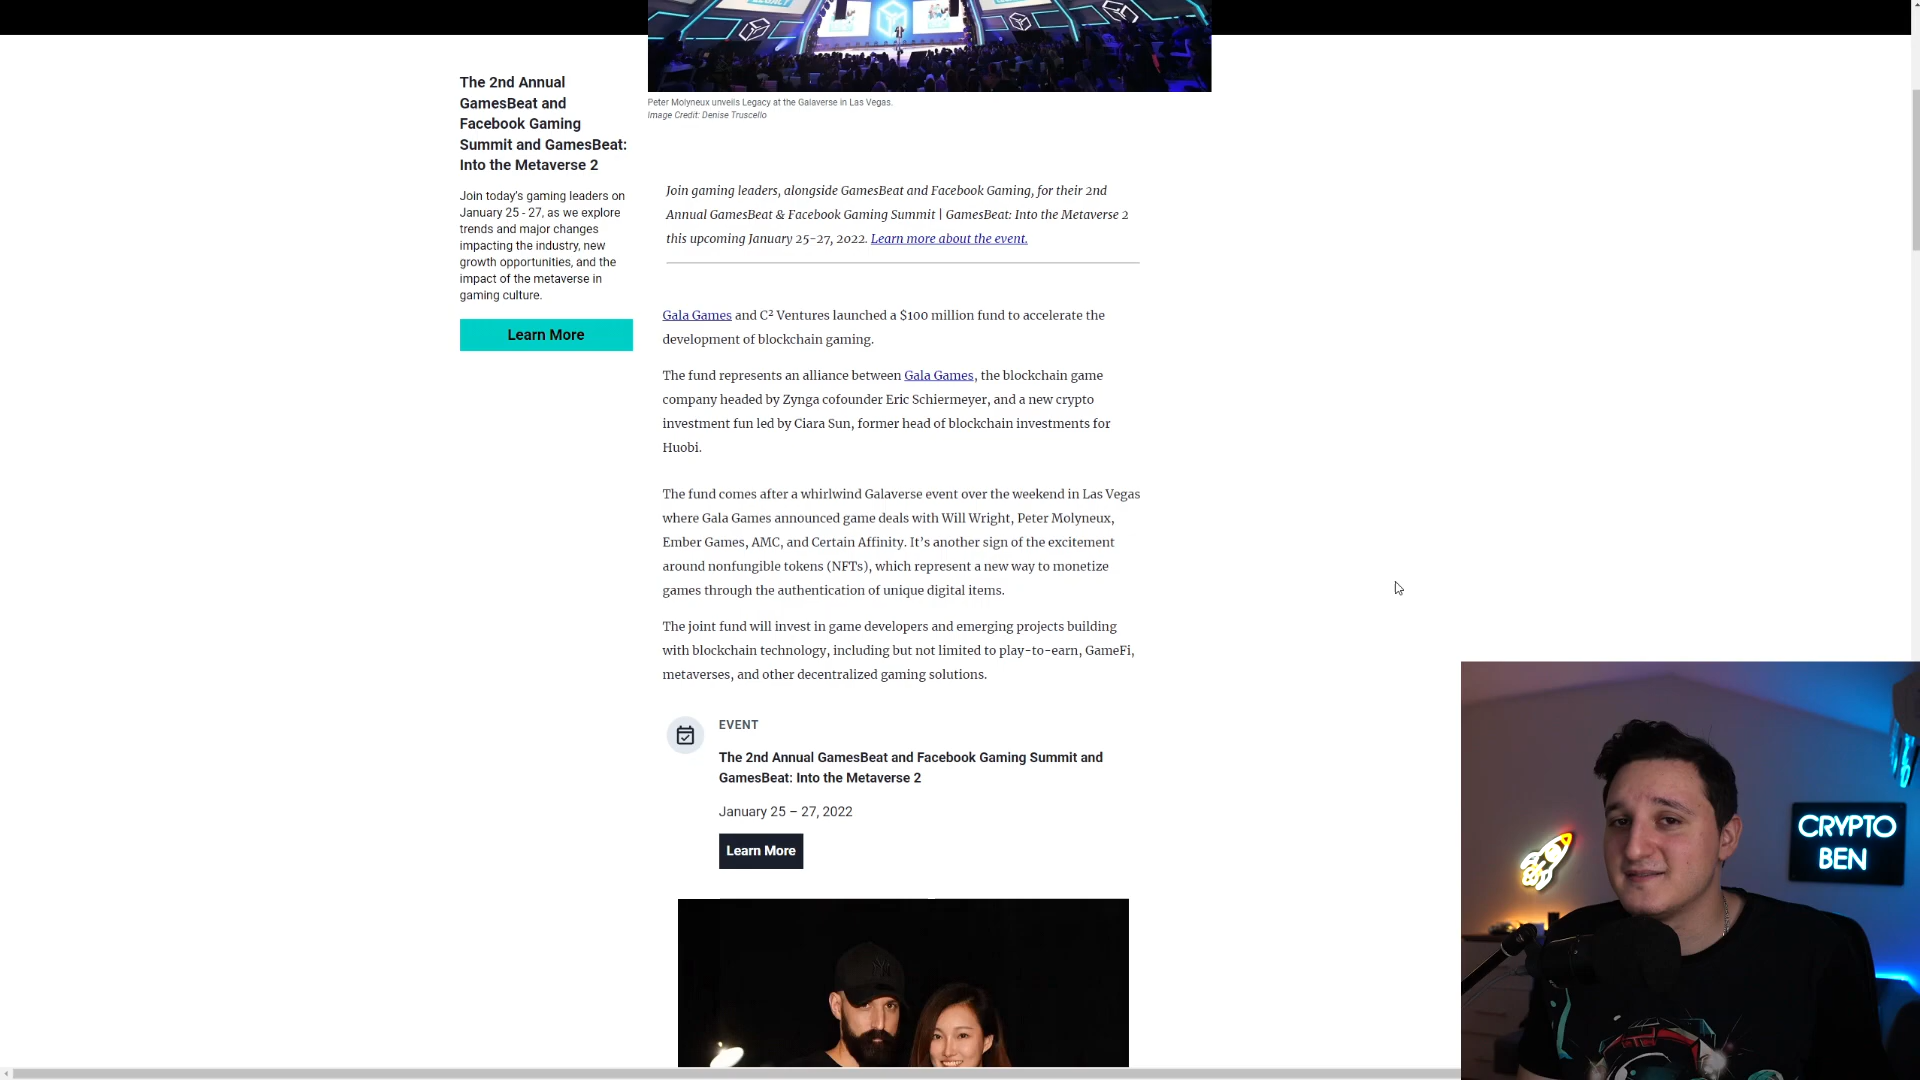 LEGACY
Peter Molyneux unveils Legacy at the Galaverse in Las Vegas.
Image Credit: Denise Truscello
The 2nd Annual
GamesBeat and
Facebook Gaming
Summit and GamesBeat:
Into the Metaverse 2
Join today's gaming leaders on
January 25 - 27, as we explore
trends and major changes
impacting the industry, new
growth opportunities, and the
impact of the metaverse in
gaming culture.
Learn More
Join gaming leaders, alongside GamesBeat and Facebook Gaming, for their 2nd
Annual GamesBeat & Facebook Gaming Summit | GamesBeat: Into the Metaverse 2
this upcoming January 25-27, 2022. Learn more about the event.
Gala Games and C² Ventures launched a $100 million fund to accelerate the
development of blockchain gaming.
The fund represents an alliance between Gala Games, the blockchain game
company headed by Zynga cofounder Eric Schiermeyer, and a new crypto
investment fun led by Ciara Sun, former head of blockchain investments for
Huobi.
The fund comes after a whirlwind Galaverse event over the weekend in Las Vegas
where Gala Games announced game deals with Will Wright, Peter Molyneux,
Ember Games, AMC, and Certain Affinity. It's another sign of the excitement
around nonfungible tokens (NFTs), which represent a new way to monetize
games through the authentication of unique digital items.
The joint fund will invest in game developers and emerging projects building
with blockchain technology, including but not limited to play-to-earn, GameFi,
metaverses, and other decentralized gaming solutions.
EVENT
The 2nd Annual GamesBeat and Facebook Gaming Summit and
GamesBeat: Into the Metaverse 2
January 25 – 27, 2022
Learn More
CRYPTO
BEN